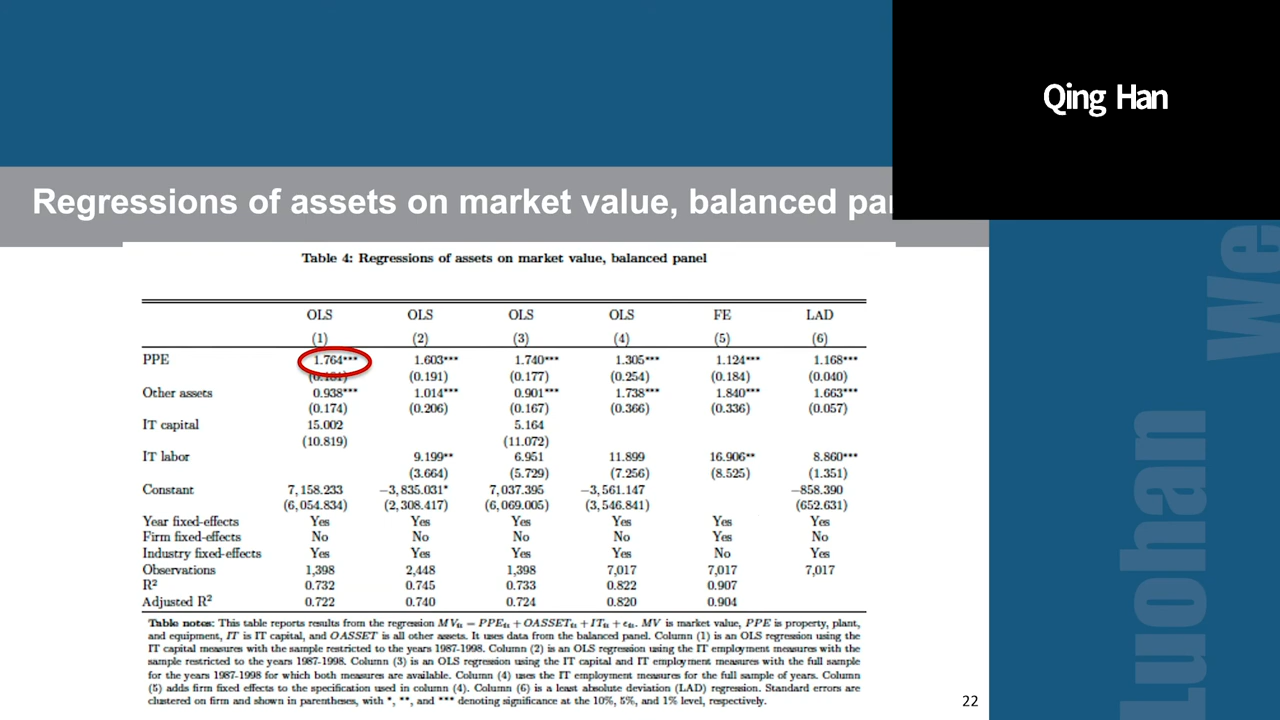 Qing Han
Regressions of assets on market value, balanced
Table 4: Regressions of assets on market value, balanced panel
OLS OLS OLS OLS FE LAD
(1) (2) (3) (4) (5) (6)
PPE 1.764*** 1.603*** 1.740*** 1.305*** 1.124*** 1.168***
(0.181) (0.191) (0.177) (0.254) (0.184) (0.040)
Other assets 0.938*** 1.014*** 0.901*** 1.738*** 1.840*** 1.663***
(0.174) (0.206) (0.167) (0.366) (0.336) (0.057)
IT capital 15.002 5.164
(10.819) (11.072)
IT labor 9.199** 6.951 11.899 16.906** 8.860***
(3.664) (5.729) (7.256) (8.525) (1.351)
Constant 7,158.233 −3,835.031* 7,037.395 −3,561.147 −858.390
(6,054.834) (2,308.417) (6,069.005) (3,546.841) (652.631)
Year fixed-effects Yes Yes Yes Yes Yes Yes
Firm fixed-effects No No No No Yes No
Industry fixed-effects Yes Yes Yes Yes No Yes
Observations 1,398 2,448 1,398 7,017 7,017 7,017
R² 0.732 0.745 0.733 0.822 0.907
Adjusted R² 0.722 0.740 0.724 0.820 0.904
Table notes: This table reports results from the regression MVit = PPEit + OASSETit + ITit + ϵit. MV is market value, PPE is property, plant,
and equipment, IT is IT capital, and OASSET is all other assets. It uses data from the balanced panel. Column (1) is an OLS regression using the
IT capital measures with the sample restricted to the years 1987-1998. Column (2) is an OLS regression using the IT employment measures with the
sample restricted to the years 1987-1998. Column (3) is an OLS regression using the IT capital and IT employment measures with the full sample
for the years 1987-1998 for which both measures are available. Column (4) uses the IT employment measures for the full sample of years. Column
(5) adds firm fixed effects to the specification used in column (4). Column (6) is a least absolute deviation (LAD) regression. Standard errors are
clustered on firm and shown in parentheses, with *, **, and *** denoting significance at the 10%, 5%, and 1% level, respectively.
22
Luohan We